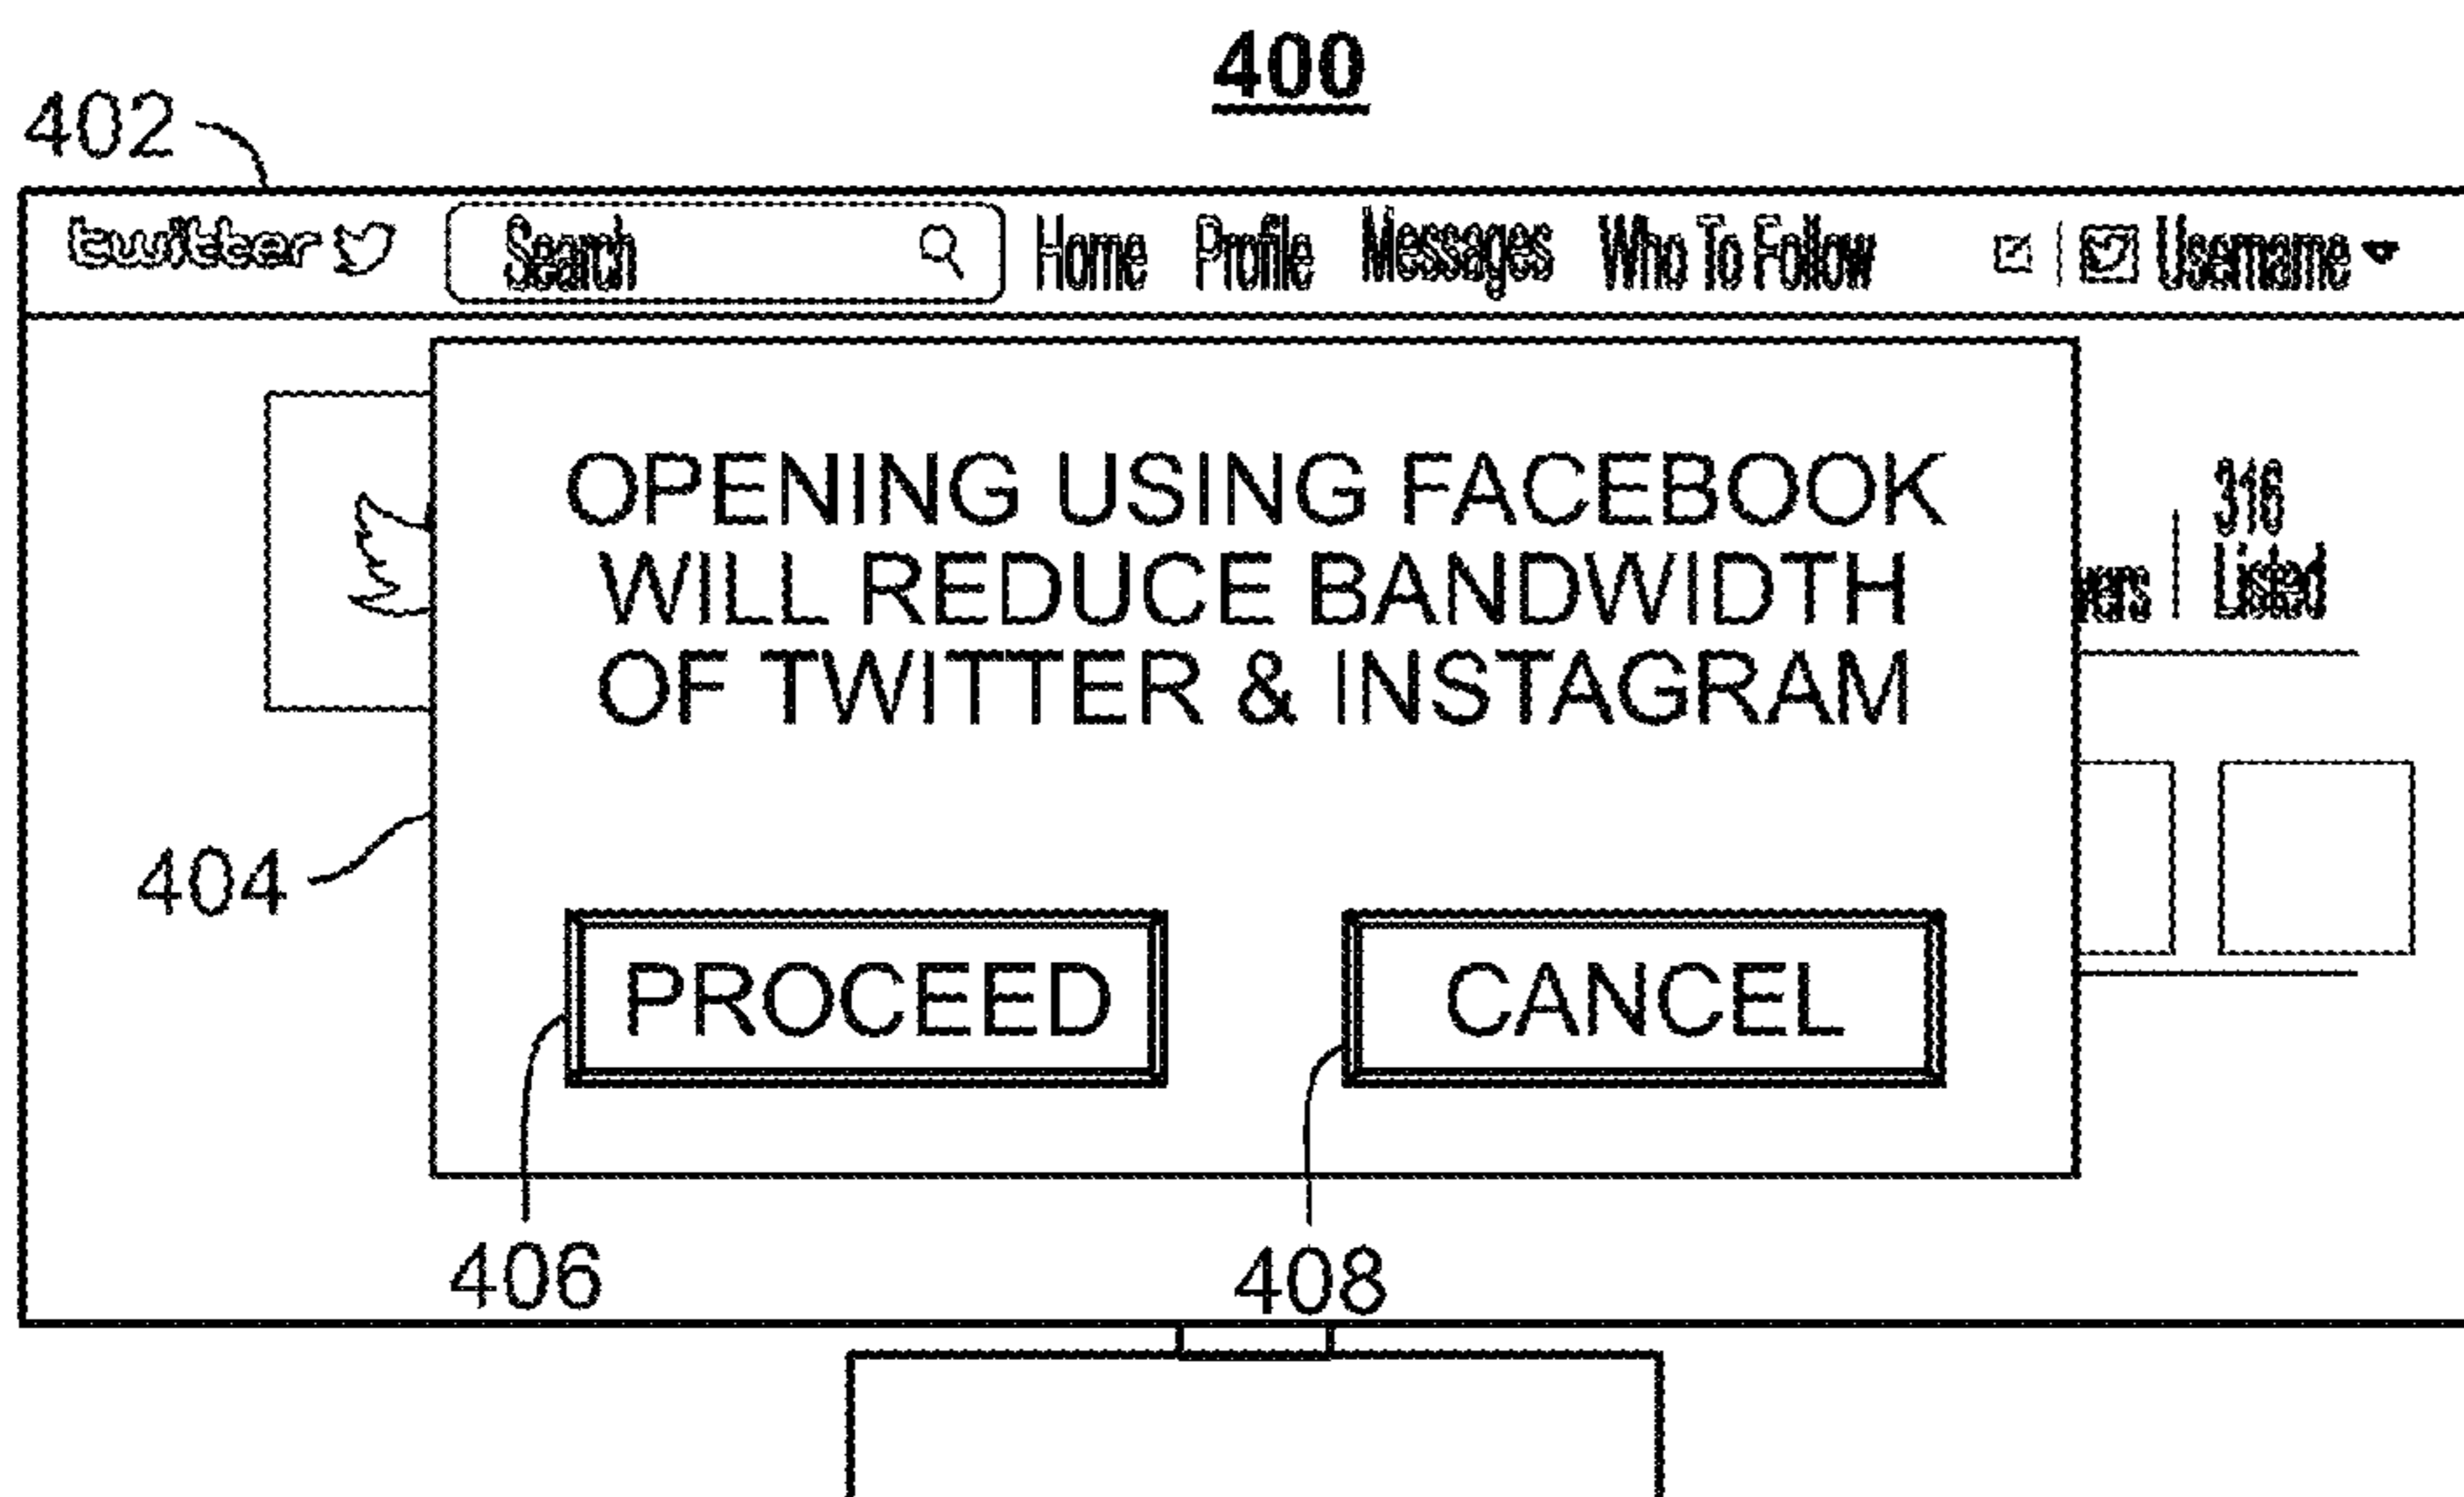 400
402
twitter Search Home Profile Messages Who To Follow Username
OPENING USING FACEBOOK
WILL REDUCE BANDWIDTH
OF TWITTER & INSTAGRAM
316
Listed
404
PROCEED CANCEL
406 408